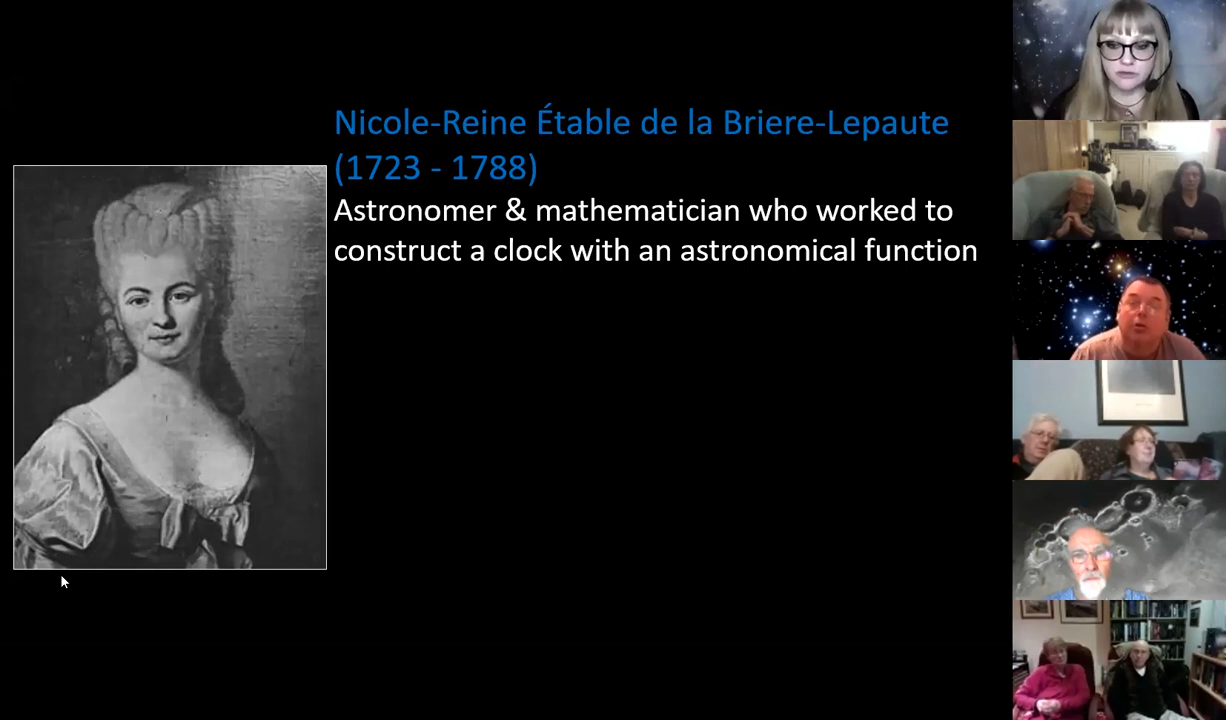 Nicole-Reine Étable de la Briere-Lepaute
(1723 - 1788)
Astronomer & mathematician who worked to
construct a clock with an astronomical function